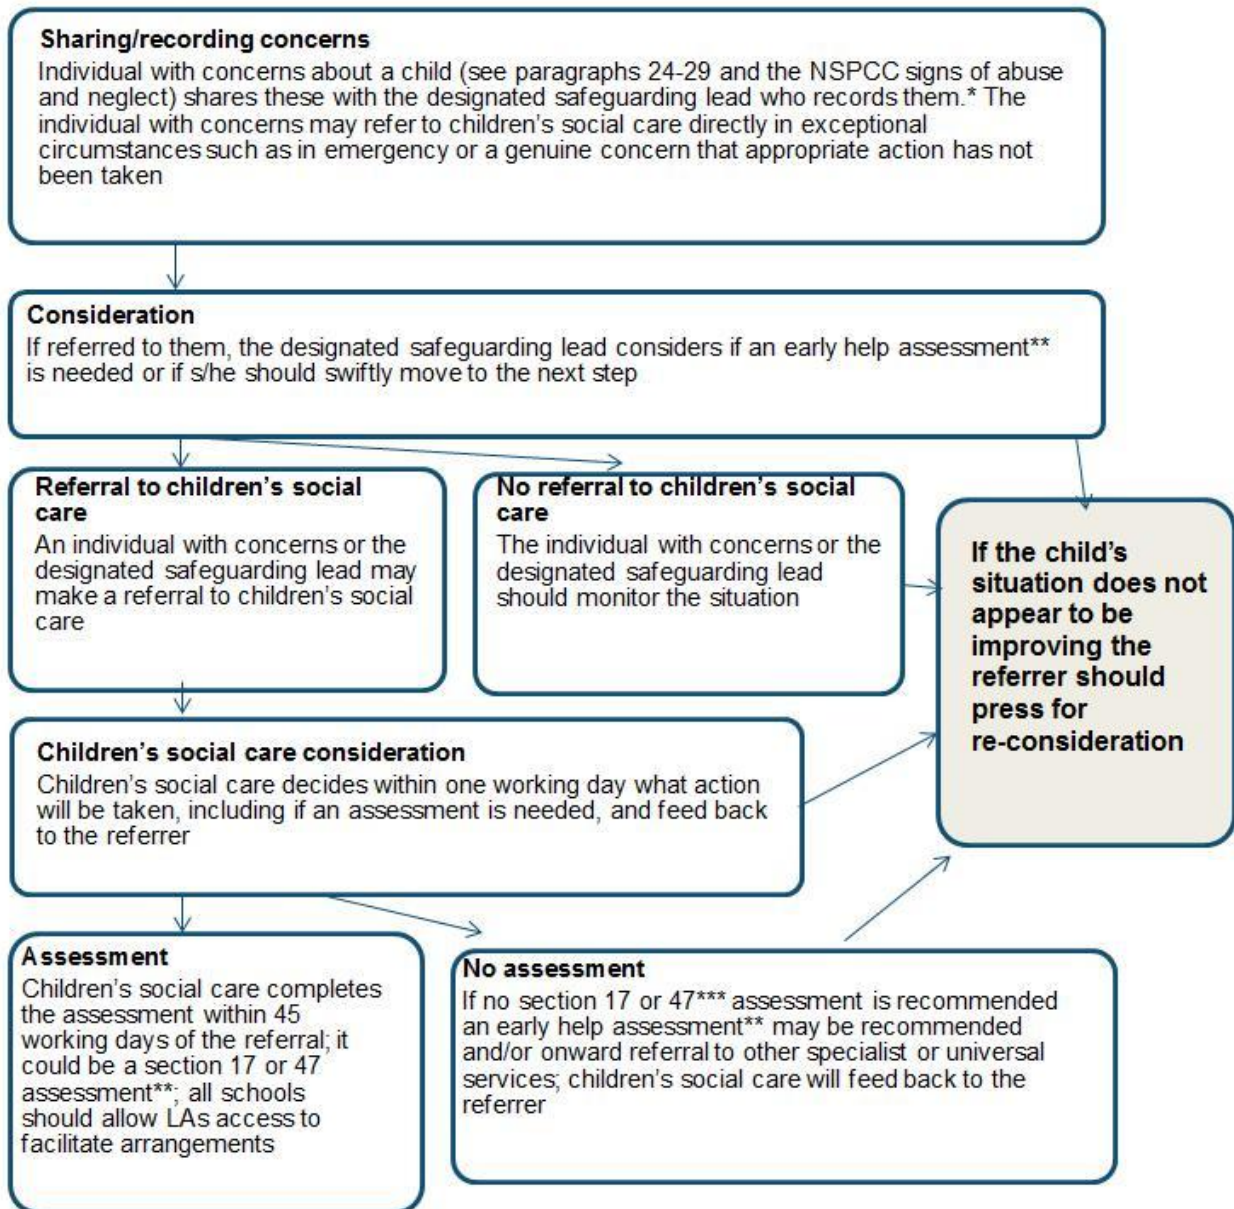 Sharing/recording concerns
Individual with concerns about a child (see paragraphs 24-29 and the NSPCC signs of abuse
and neglect) shares these with the designated safeguarding lead who records them.* The
individual with concerns may refer to children's social care directly in exceptional
circumstances such as in emergency or a genuine concern that appropriate action has not
been taken
Consideration
If referred to them, the designated safeguarding lead considers if an early help assessment**
is needed or if s/he should swiftly move to the next step
Referral to children's social
care
An individual with concerns or the
designated safeguarding lead may
make a referral to children's social
care
No referral to children's social
care
The individual with concerns or the
designated safeguarding lead
should monitor the situation
If the child's
situation does not
appear to be
improving the
referrer should
press for
re-consideration
Children's social care consideration
Children's social care decides within one working day what action
will be taken, including if an assessment is needed, and feed back
to the referrer
Assessment
Children's social care completes
the assessment within 45
working days of the referral; it
could be a section 17 or 47
assessment**; all schools
should allow LAs access to
facilitate arrangements
No assessment
If no section 17 or 47*** assessment is recommended
an early help assessment** may be recommended
and/or onward referral to other specialist or universal
services; children's social care will feed back to the
referrer